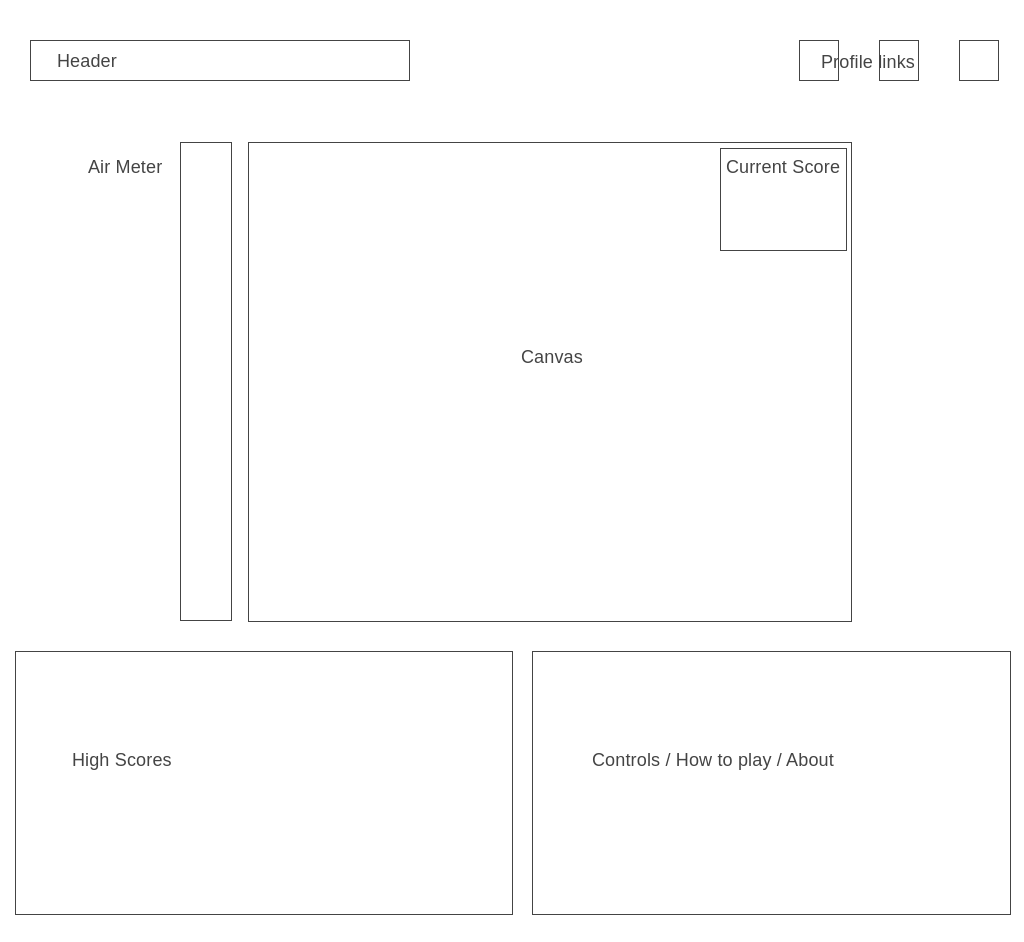 Header
Profile links
Air Meter
Current Score
Canvas
High Scores
Controls / How to play / About